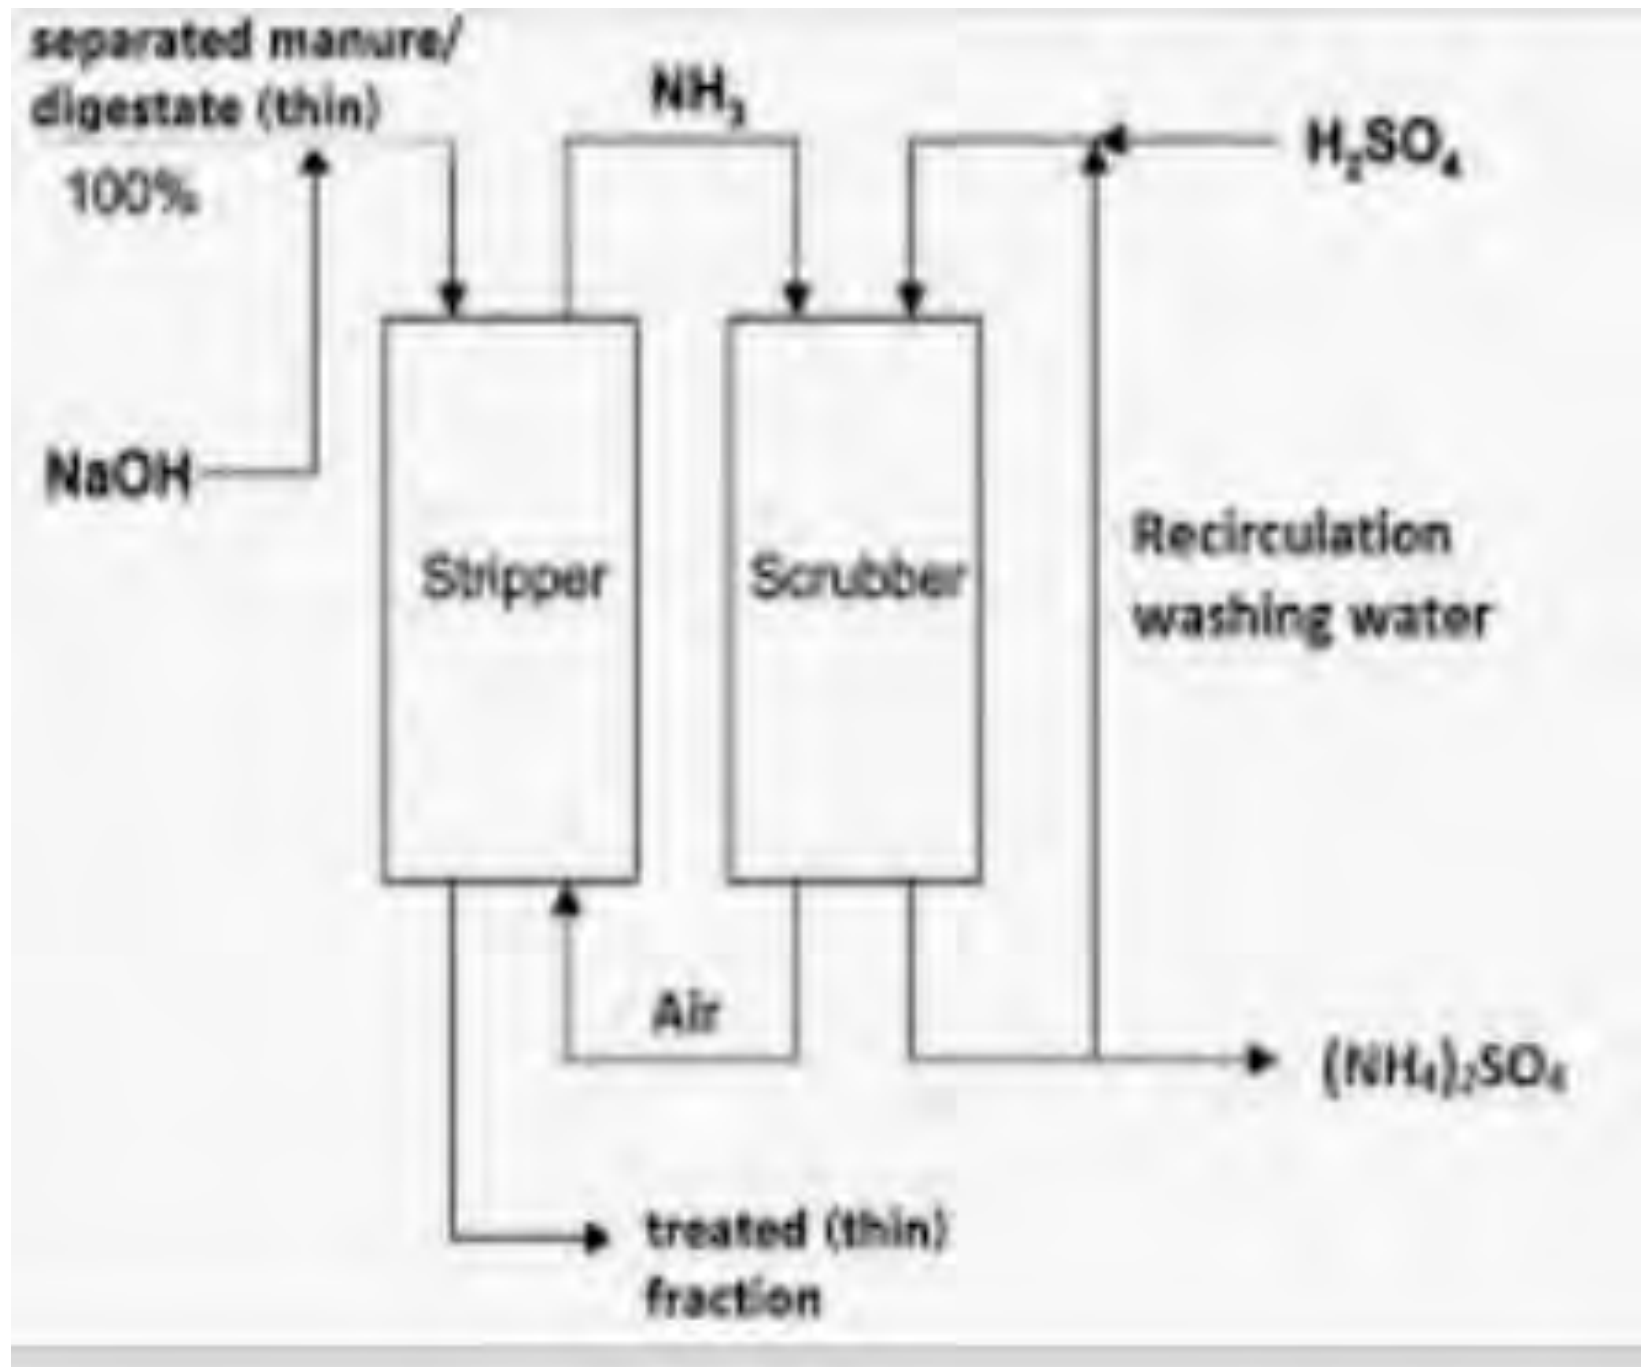 separated manure/
digestate (thin)
100%
NH₃
H₂SO₄
NaOH
Stripper
Scrubber
Recirculation
washing water
Air
(NH₄)₂SO₄
treated (thin)
fraction